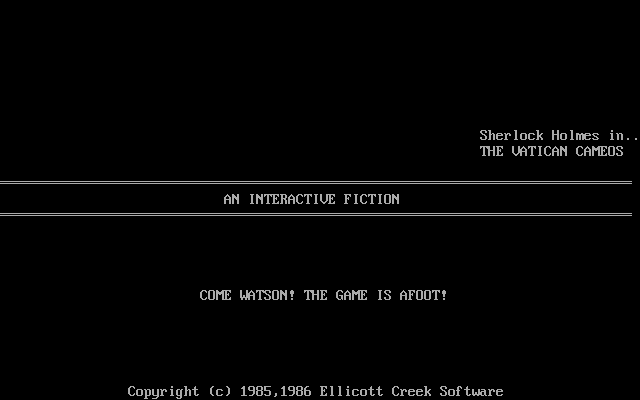 Sherlock Holmes in..
THE VATICAN CAMEOS
AN INTERACTIVE FICTION
COME WATSON! THE GAME IS AFOOT!
Copyright (c) 1985,1986 Ellicott Creek Software